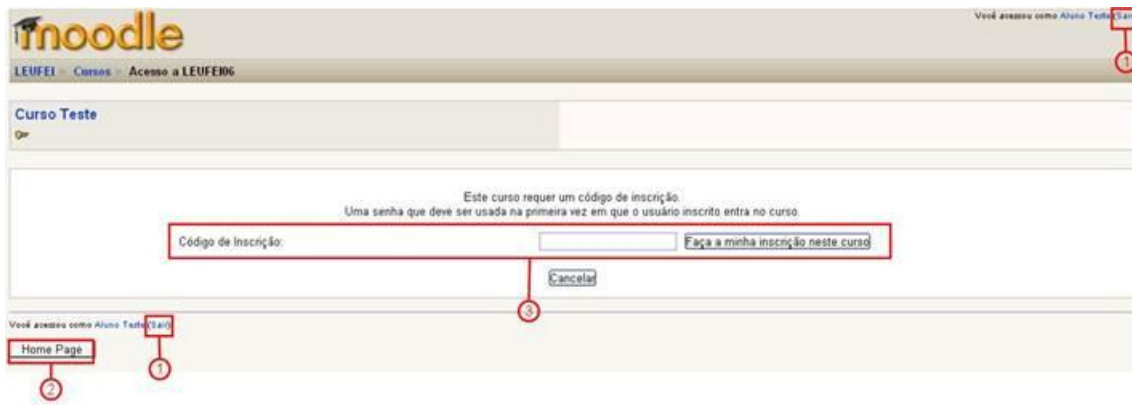 Você acessou como Aluno Teste (Sair)
moodle
1
LEUFEI Cursos Acesso a LEUFEI06
Curso Teste
Este curso requer um código de inscrição.
Uma senha que deve ser usada na primeira vez em que o usuário inscrito entra no curso.
Código de Inscrição: Faça a minha inscrição neste curso
Cancelar
3
Você acessou como Aluno Teste (Sair)
Home Page
1
2